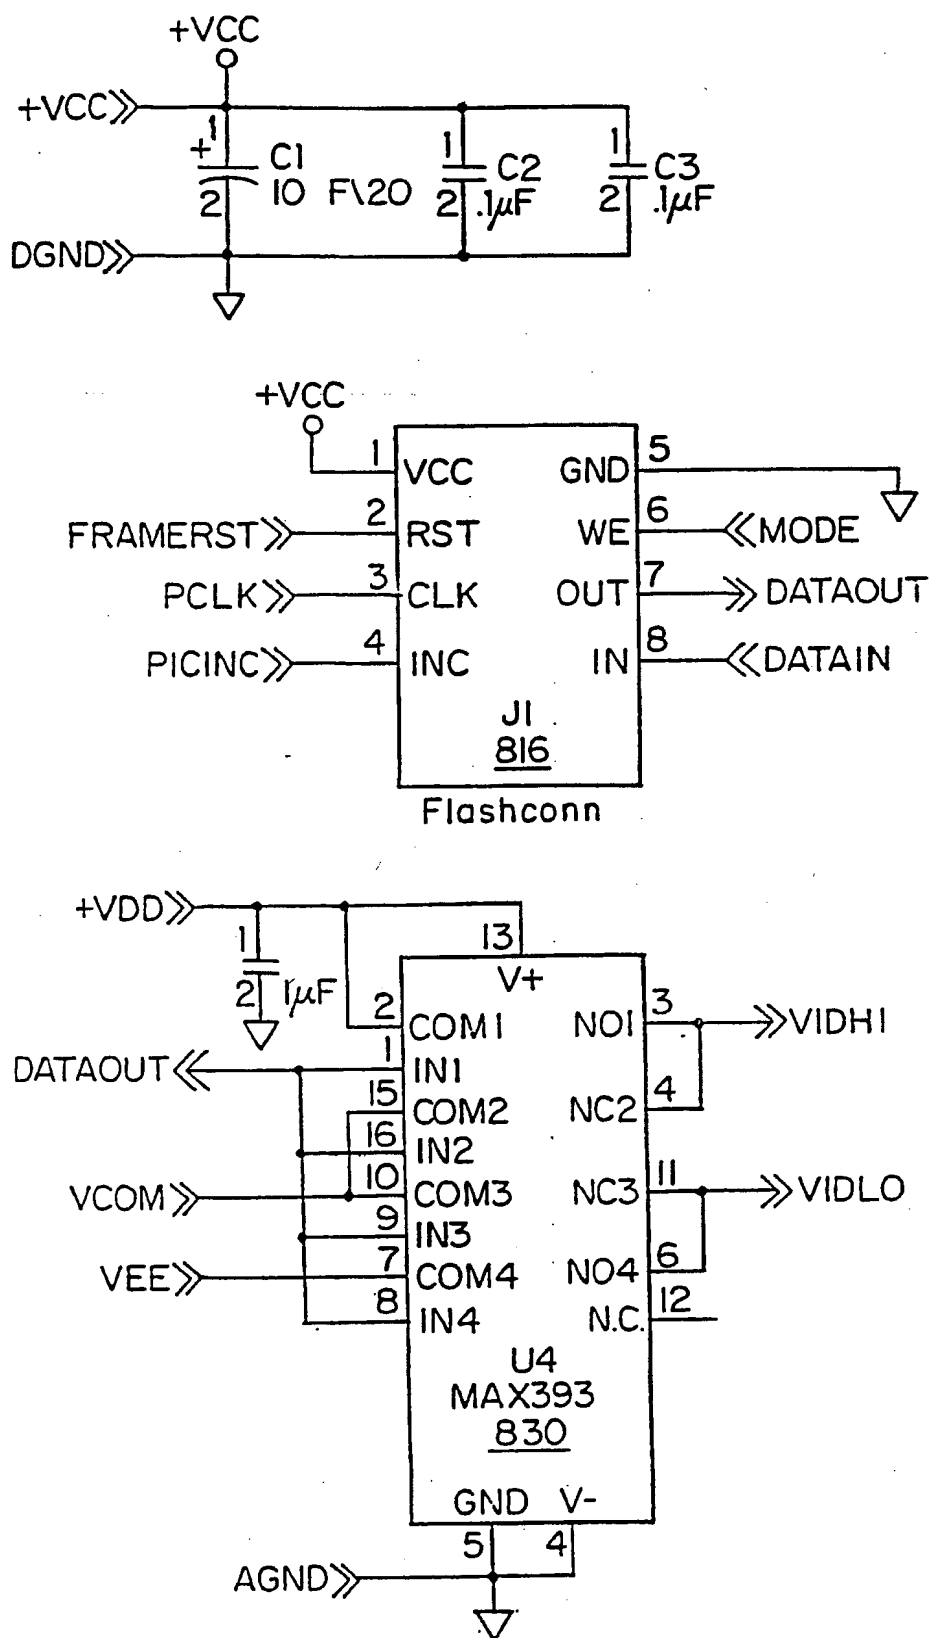 +VCC
+VCC
1
+
C1
10 F\20
2
1
C2
.1µF
2
1
C3
.1µF
2
DGND
+VCC
1
VCC
GND
5
FRAMERST
2
RST
WE
6
MODE
PCLK
3
CLK
OUT
7
DATAOUT
PICINC
4
INC
IN
8
DATAIN
J1
816
Flashconn
+VDD
1
2
1µF
13
V+
2
COM1
NO1
3
VIDHI
DATAOUT
1
IN1
15
COM2
NC2
4
16
IN2
VCOM
10
COM3
NC3
11
VIDLO
9
IN3
VEE
7
COM4
NO4
6
8
IN4
N.C.
12
U4
MAX393
830
GND
V-
5
4
AGND